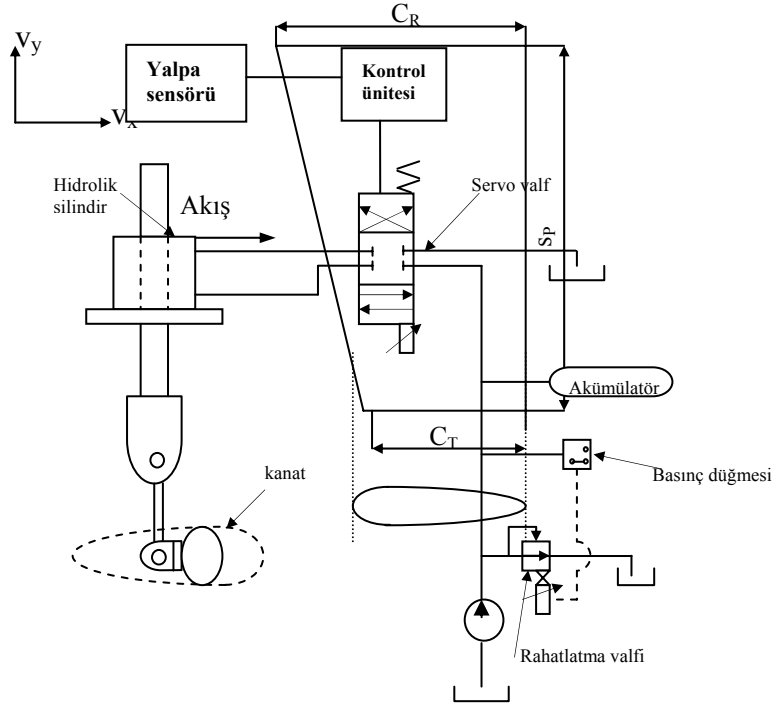 C_R
v_y
Yalpa
sensörü
Kontrol
ünitesi
v_x
Hidrolik
silindir
Akış
Servo valf
s_P
Akümülatör
C_T
Basınç düğmesi
kanat
Rahatlatma valfi